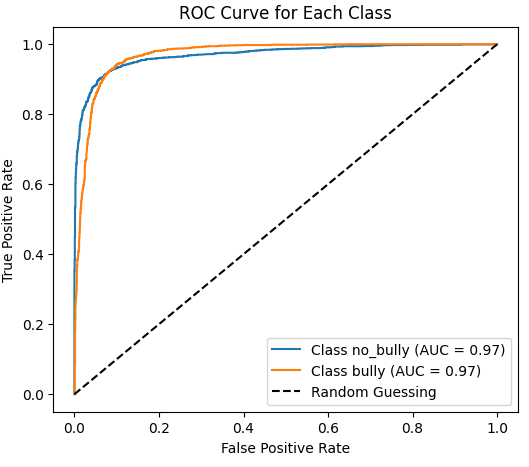 ROC Curve for Each Class
True Positive Rate
1.0
0.8
0.6
0.4
0.2
0.0
0.0 0.2 0.4 0.6 0.8 1.0
False Positive Rate
Class no_bully (AUC = 0.97)
Class bully (AUC = 0.97)
Random Guessing